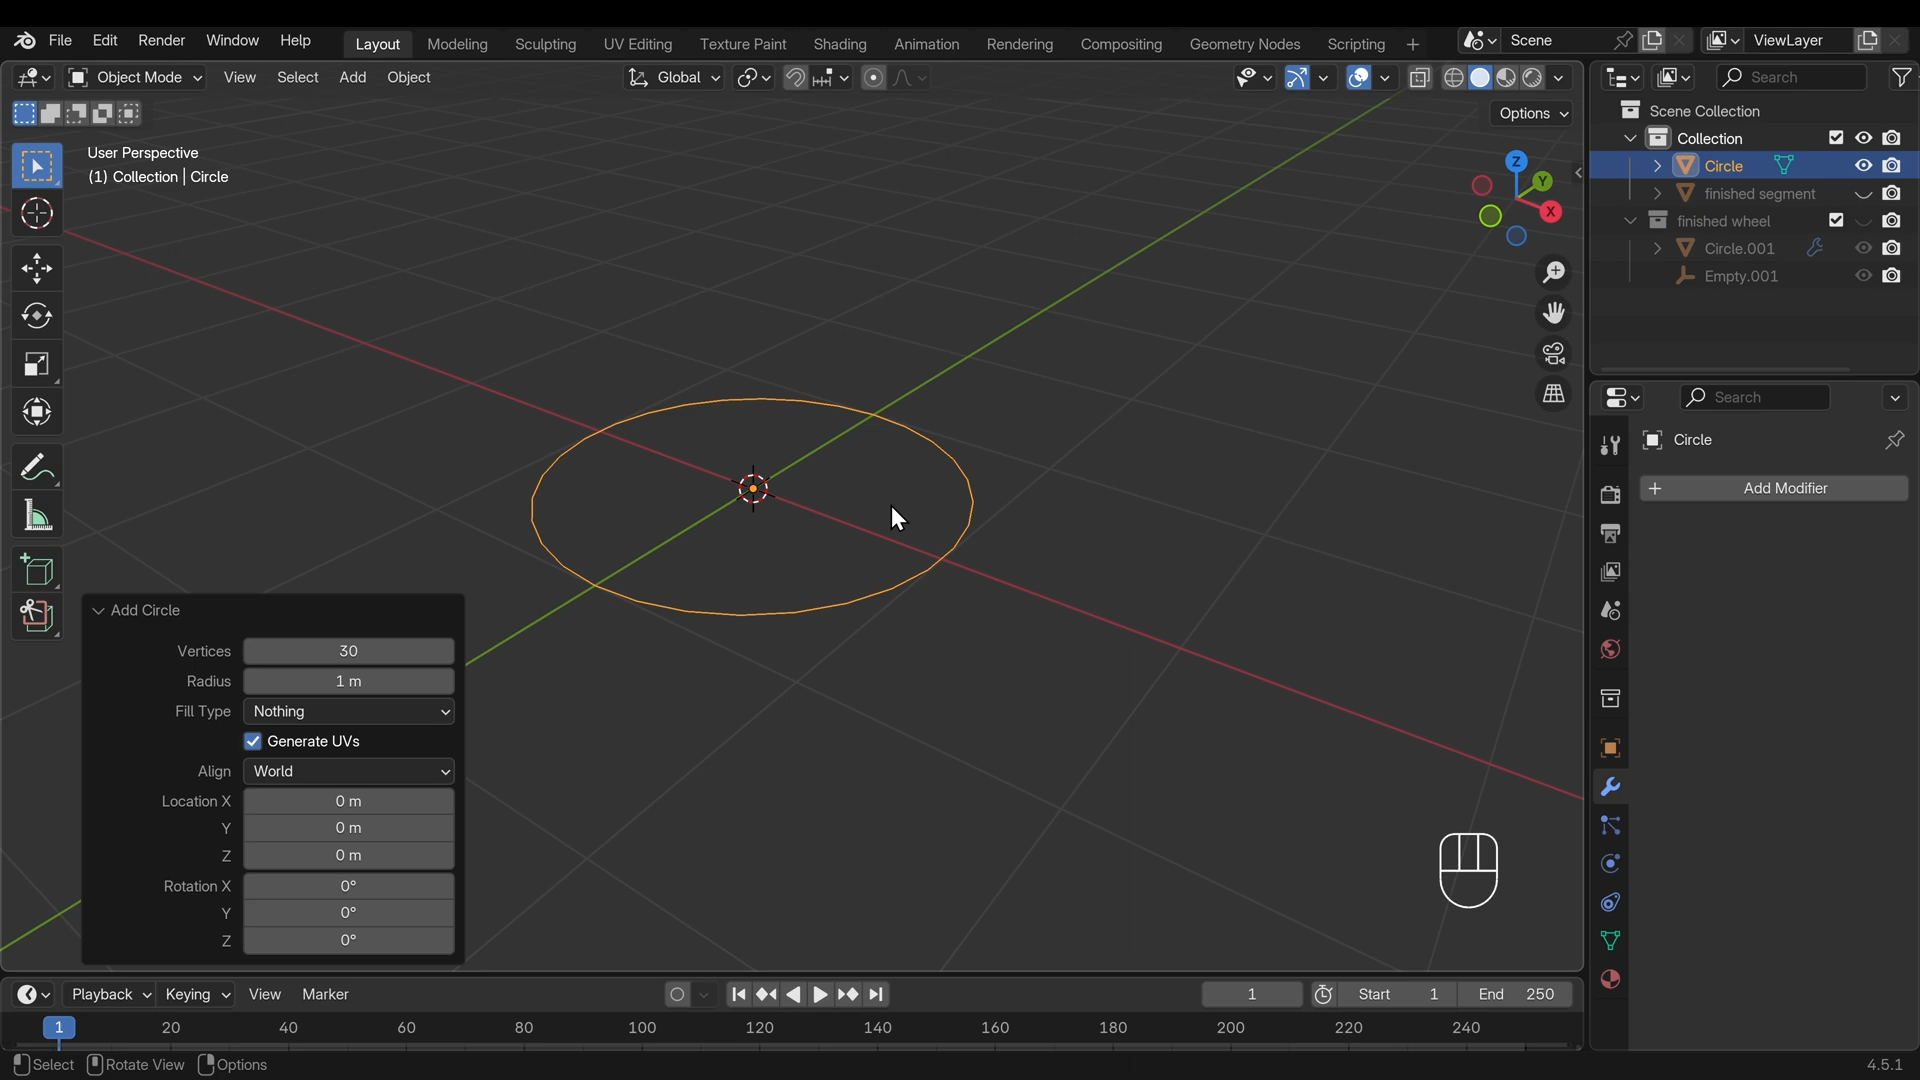 File Edit Render Window Help Layout Modeling Sculpting UV Editing Texture Paint Shading Animation Rendering Compositing Geometry Nodes Scripting + Scene ViewLayer
Object Mode View Select Add Object Global Search
Options
User Perspective
(1) Collection | Circle
Z
Y
X
Scene Collection
Collection
Circle
finished segment
finished wheel
Circle.001
Empty.001
Search
Circle
+ Add Modifier
Add Circle
Vertices 30
Radius 1 m
Fill Type Nothing
Generate UVs
Align World
Location X 0 m
Y 0 m
Z 0 m
Rotation X 0°
Y 0°
Z 0°
Playback Keying View Marker 1 Start 1 End 250
1 20 40 60 80 100 120 140 160 180 200 220 240
Select Rotate View Options 4.5.1